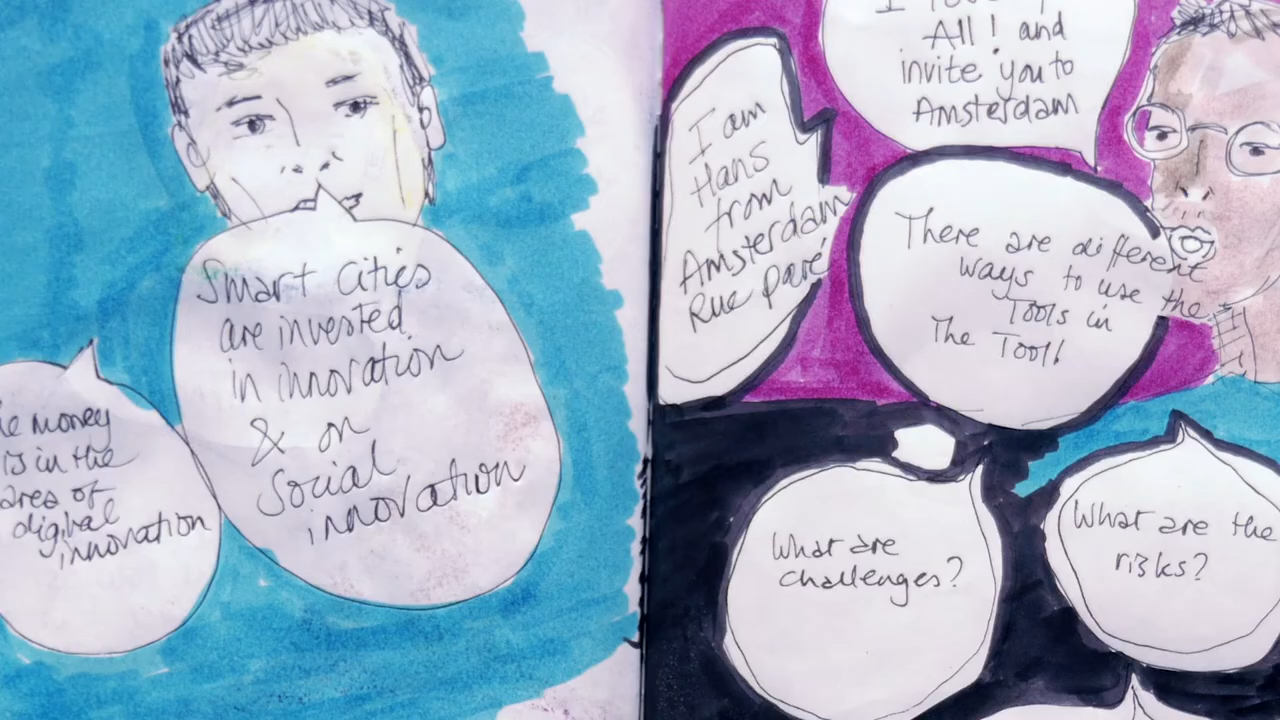 Smart Cities
are invested
in innovation
& on
Social
innovation
money
is in the
area of
digital
innovation
All! and
invite you to
Amsterdam
I am
Hans
from
Amsterdam
Rue paré
There are different
ways to use the
Tools in
The Tool!
What are
challenges?
What are the
risks?